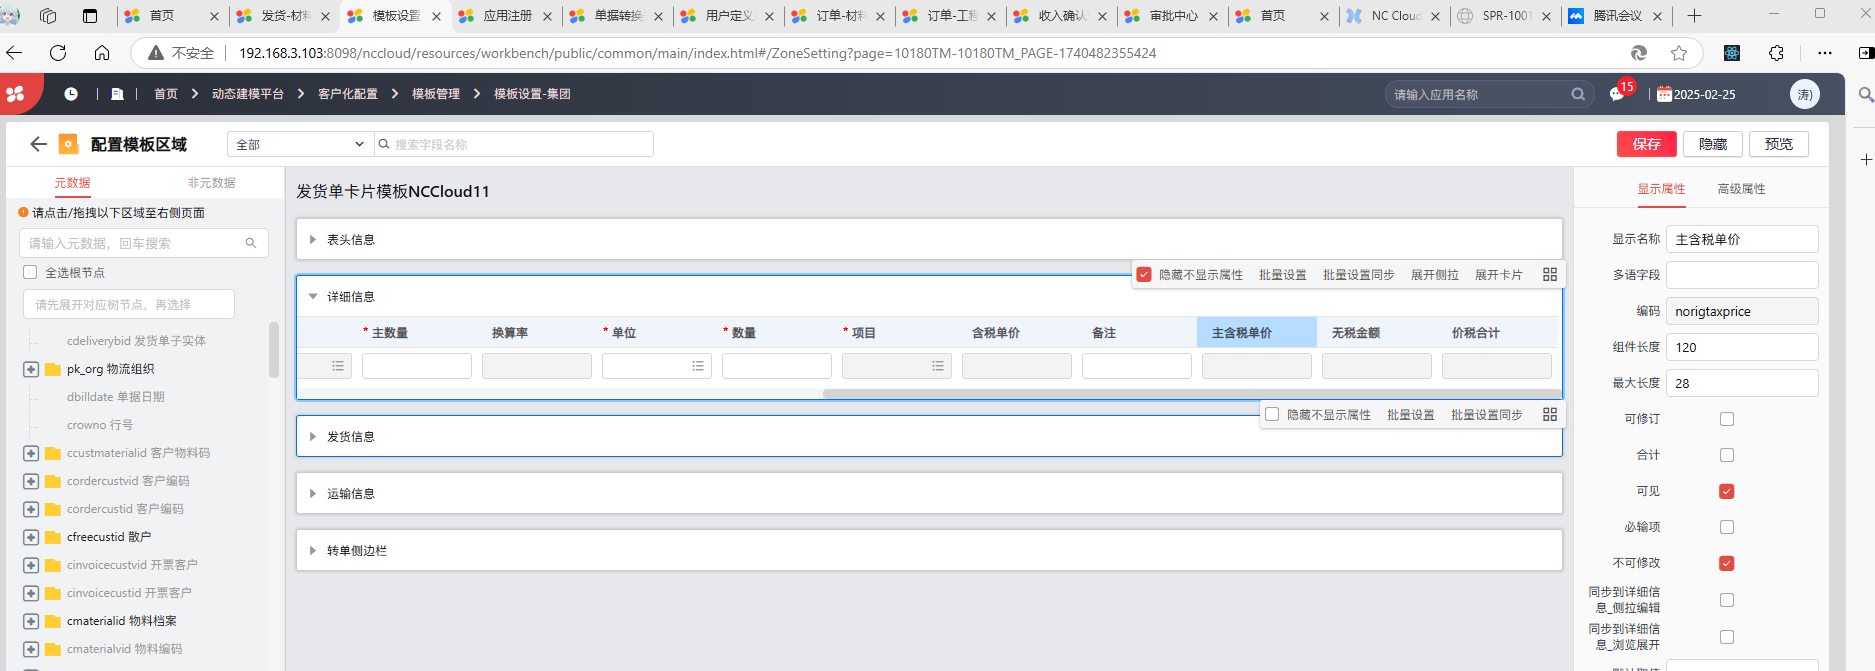 首页
发货-材料
模板设置
应用注册
单据转换
用户定义
订单-材料
订单-工程
收入确认
审批中心
首页
NC Cloud
SPR-1001
腾讯会议
不安全
192.168.3.103:8098/nccloud/resources/workbench/public/common/main/index.html#/ZoneSetting?page=10180TM-10180TM_PAGE-1740482355424
首页 > 动态建模平台 > 客户化配置 > 模板管理 > 模板设置-集团
请输入应用名称
15
2025-02-25
涛)
配置模板区域
全部
搜索字段名称
保存
隐藏
预览
元数据
非元数据
请点击/拖拽以下区域至右侧页面
请输入元数据，回车搜索
全选根节点
请先展开对应树节点，再选择
cdeliverybid 发货单子实体
pk_org 物流组织
dbilldate 单据日期
crowno 行号
ccustmaterialid 客户物料码
cordercustvid 客户编码
cordercustid 客户编码
cfreecustid 散户
cinvoicecustvid 开票客户
cinvoicecustid 开票客户
cmaterialid 物料档案
cmaterialvid 物料编码
发货单卡片模板NCCloud11
表头信息
隐藏不显示属性 批量设置 批量设置同步 展开侧拉 展开卡片
详细信息
* 主数量 换算率 * 单位 * 数量 * 项目 含税单价 备注 主含税单价 无税金额 价税合计
隐藏不显示属性 批量设置 批量设置同步
发货信息
运输信息
转单侧边栏
显示属性
高级属性
显示名称 主含税单价
多语字段
编码 norigtaxprice
组件长度 120
最大长度 28
可修订
合计
可见
必输项
不可修改
同步到详细信
息_侧拉编辑
同步到详细信
息_浏览展开